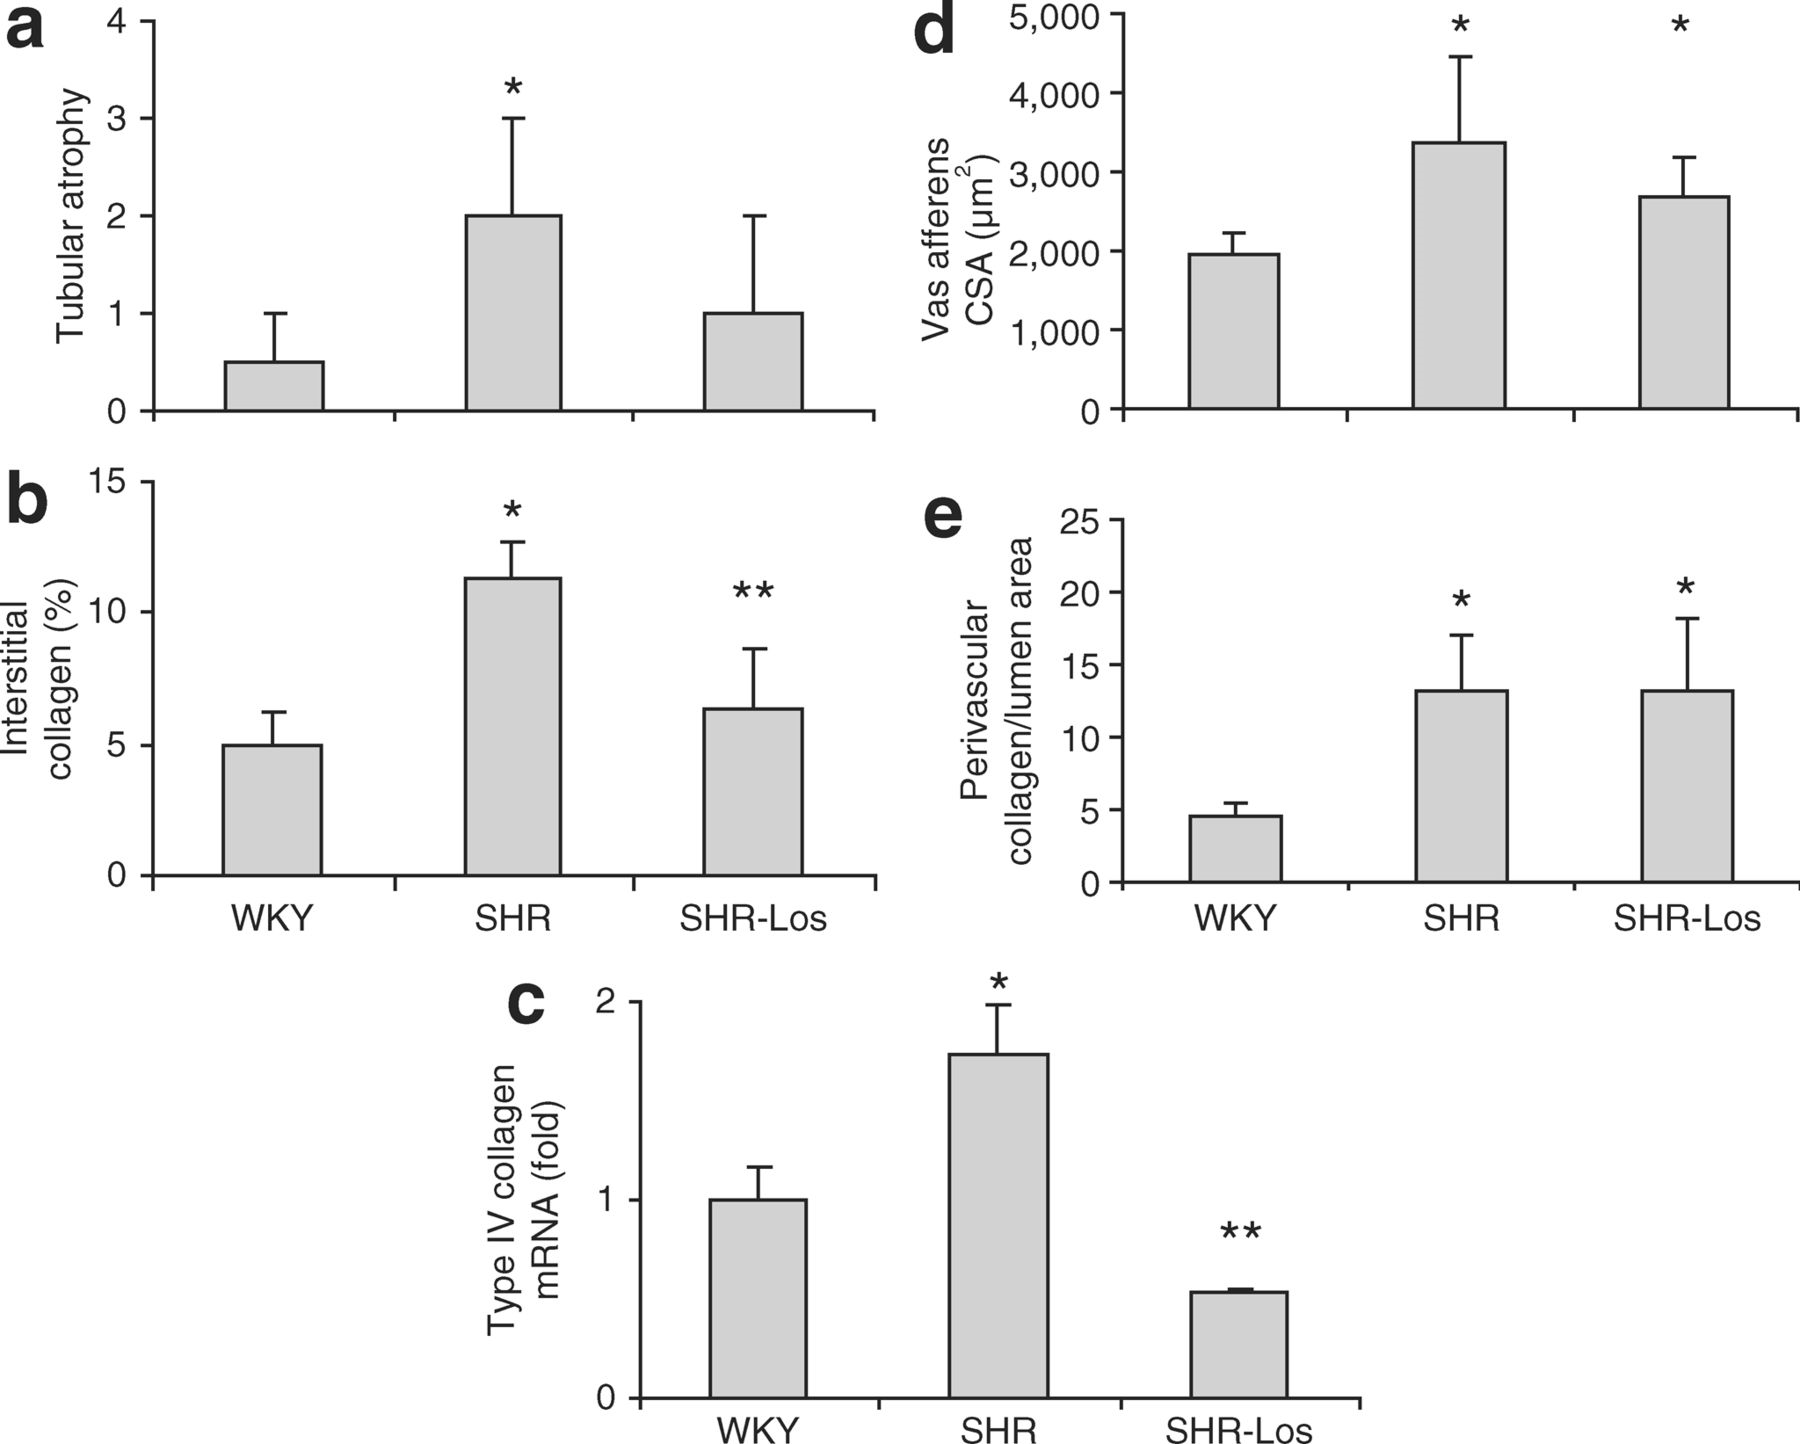 a
Tubular atrophy
4
3
2
1
0
*
b
Interstitial
collagen (%)
15
10
5
0
*
**
WKY SHR SHR-Los
d
Vas afferens
CSA (µm²)
5,000
4,000
3,000
2,000
1,000
0
*
*
e
Perivascular
collagen/lumen area
25
20
15
10
5
0
*
*
WKY SHR SHR-Los
c
Type IV collagen
mRNA (fold)
2
1
0
*
**
WKY SHR SHR-Los